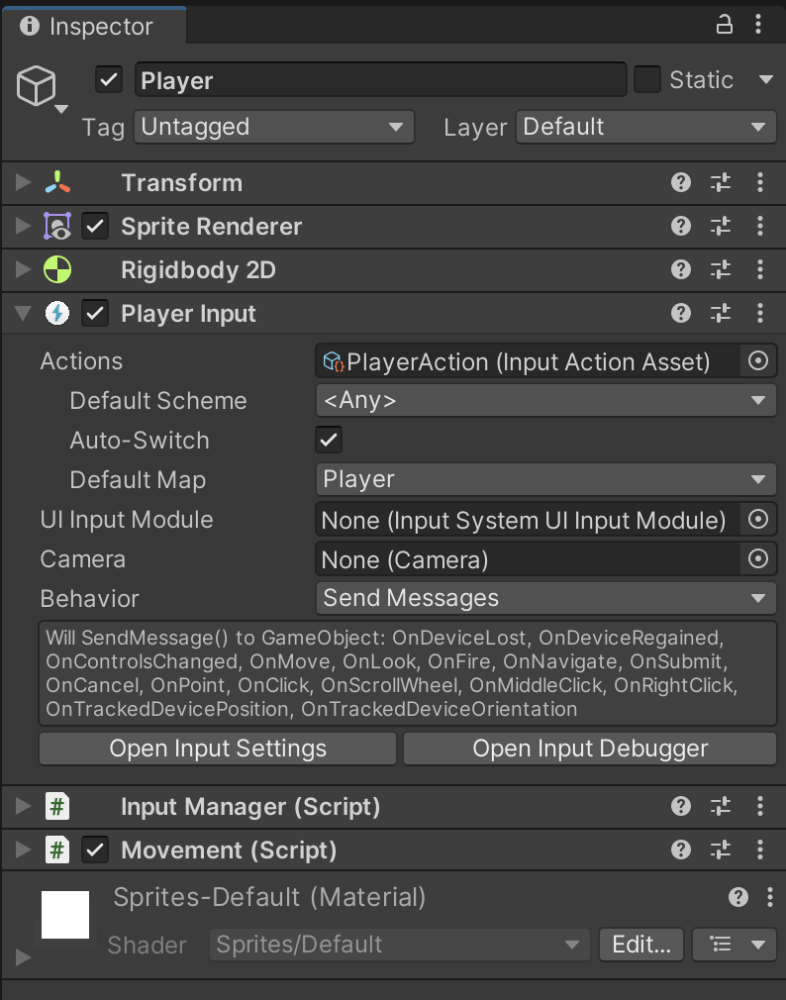 Inspector
Player
Static
Tag Untagged Layer Default
Transform
Sprite Renderer
Rigidbody 2D
Player Input
Actions PlayerAction (Input Action Asset)
Default Scheme <Any>
Auto-Switch
Default Map Player
UI Input Module None (Input System UI Input Module)
Camera None (Camera)
Behavior Send Messages
Will SendMessage() to GameObject: OnDeviceLost, OnDeviceRegained,
OnControlsChanged, OnMove, OnLook, OnFire, OnNavigate, OnSubmit,
OnCancel, OnPoint, OnClick, OnScrollWheel, OnMiddleClick, OnRightClick,
OnTrackedDevicePosition, OnTrackedDeviceOrientation
Open Input Settings Open Input Debugger
# Input Manager (Script)
# Movement (Script)
Sprites-Default (Material)
Shader Sprites/Default Edit...